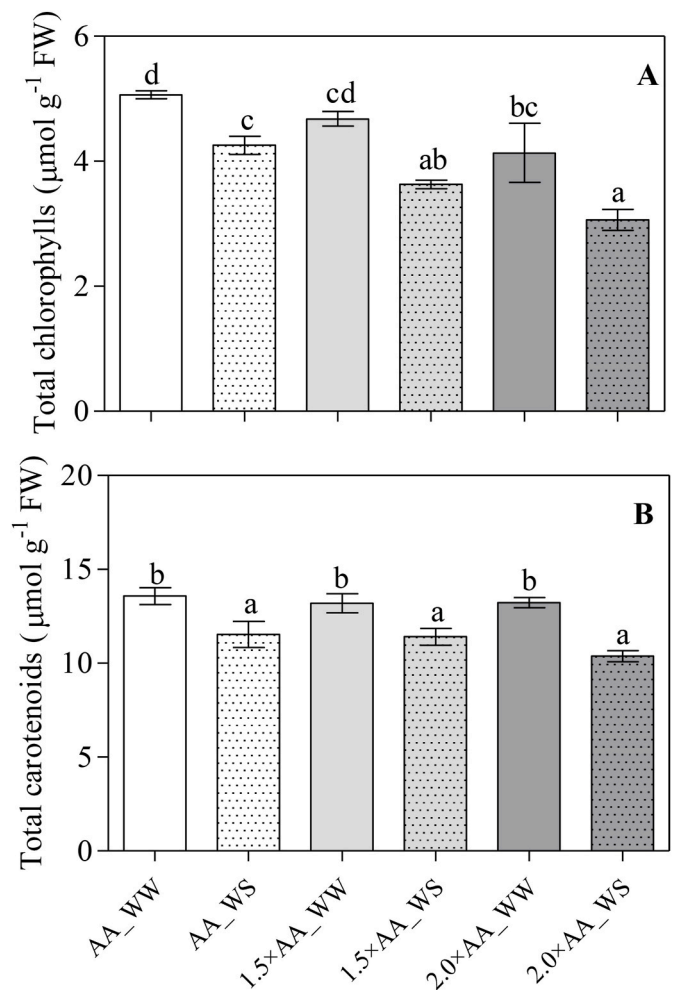 Total chlorophylls (µmol g⁻¹ FW)
6
4
2
0
A
d
c
cd
ab
bc
a
Total carotenoids ( µmol g⁻¹ FW)
20
15
10
5
0
B
b
a
b
a
b
a
AA_WW
AA_WS
1.5×AA_WW
1.5×AA_WS
2.0×AA_WW
2.0×AA_WS